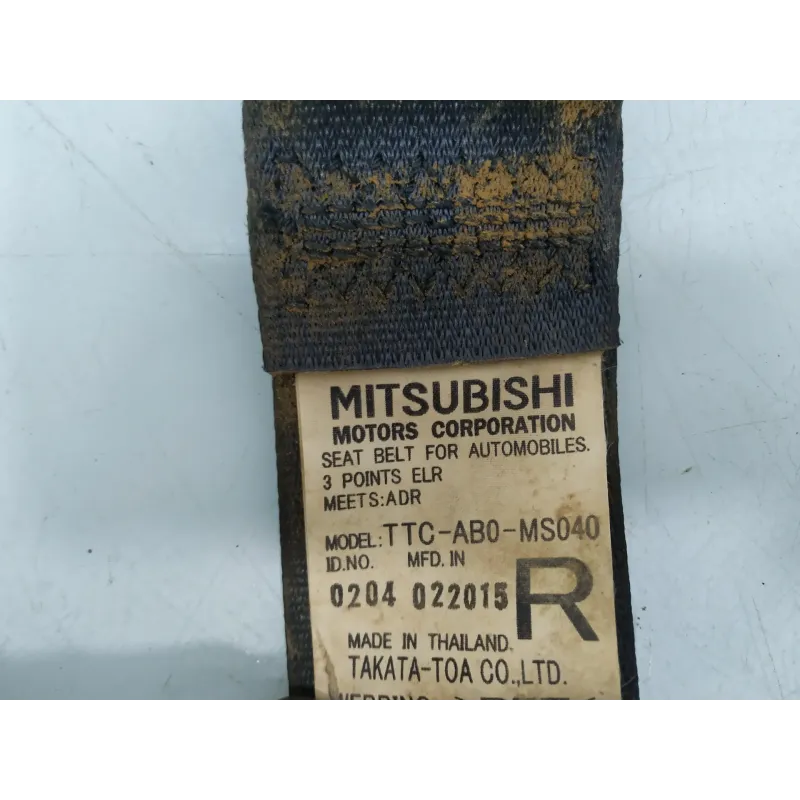 MITSUBISHI
MOTORS CORPORATION
SEAT BELT FOR AUTOMOBILES.
3 POINTS ELR
MEETS:ADR
MODEL:TTC-AB0-MS040
ID.NO. MFD. IN
0204 022015 R
MADE IN THAILAND.
TAKATA-TOA CO.,LTD.